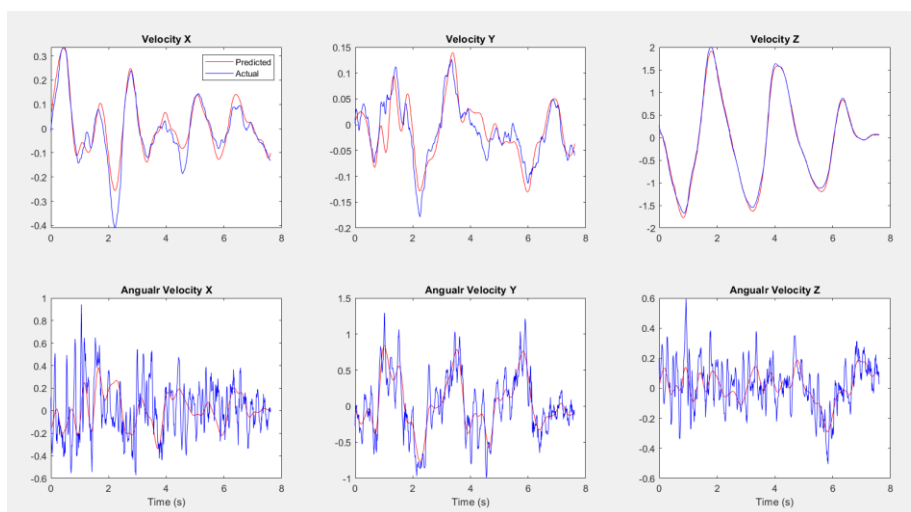 Velocity X
Velocity Y
Velocity Z
0.3
0.2
0.1
0
-0.1
-0.2
-0.3
-0.4
0 2 4 6 8
Predicted
Actual
0.15
0.1
0.05
0
-0.05
-0.1
-0.15
-0.2
0 2 4 6 8
2
1.5
1
0.5
0
-0.5
-1
-1.5
-2
0 2 4 6 8
Angualr Velocity X
Angualr Velocity Y
Angualr Velocity Z
1
0.8
0.6
0.4
0.2
0
-0.2
-0.4
-0.6
0 2 4 6 8
Time (s)
1.5
1
0.5
0
-0.5
-1
0 2 4 6 8
Time (s)
0.6
0.4
0.2
0
-0.2
-0.4
-0.6
0 2 4 6 8
Time (s)